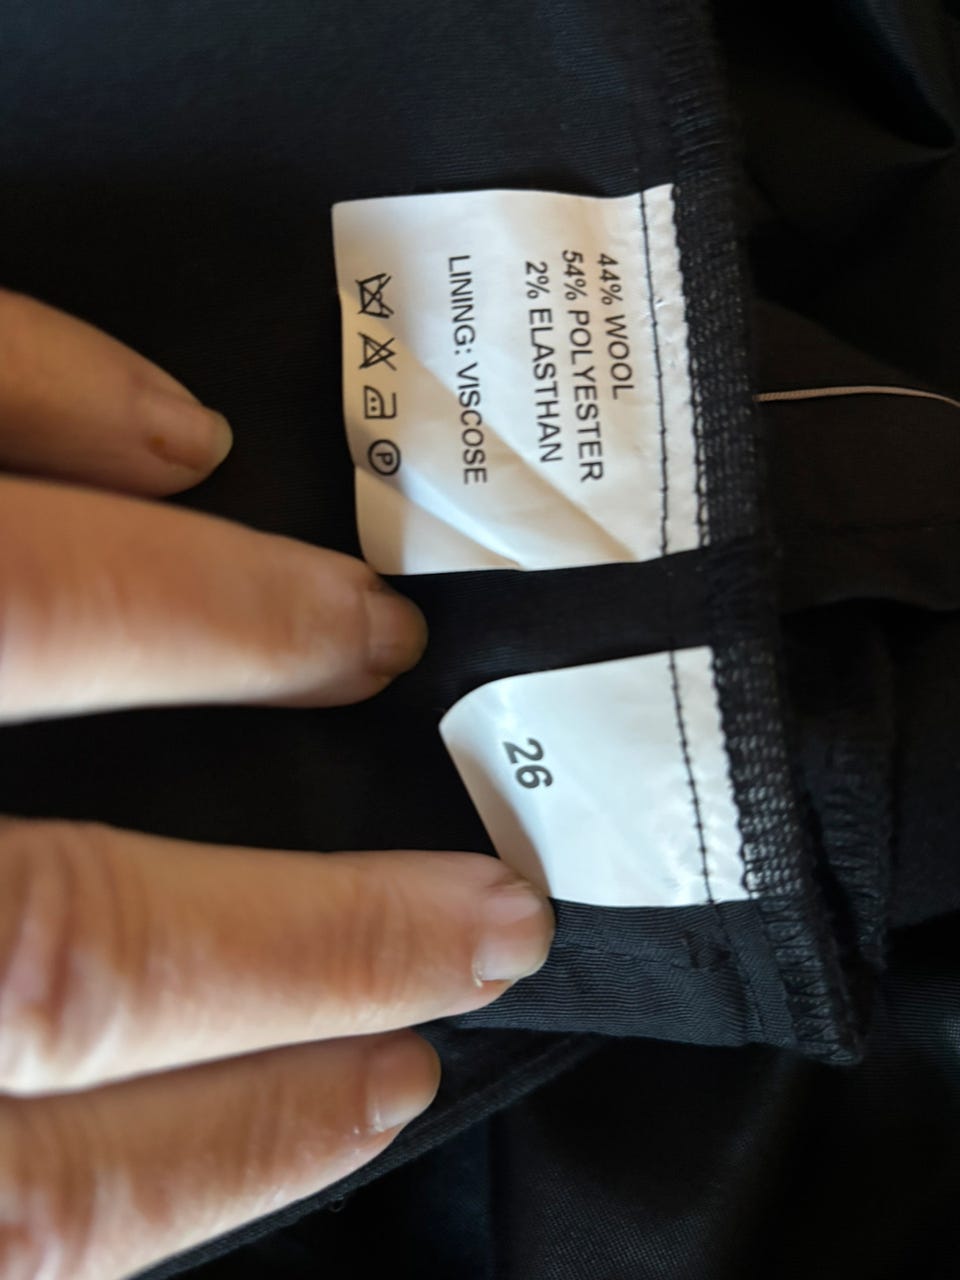 44% WOOL
54% POLYESTER
2% ELASTHAN
LINING: VISCOSE
P
26